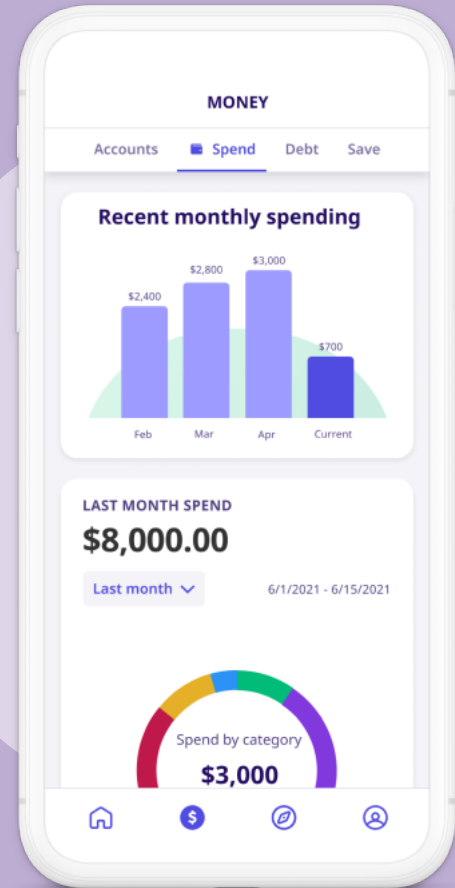 MONEY
Accounts Spend Debt Save
Recent monthly spending
$2,400 $2,800 $3,000 $700
Feb Mar Apr Current
LAST MONTH SPEND
$8,000.00
Last month 6/1/2021 - 6/15/2021
Spend by category
$3,000
$